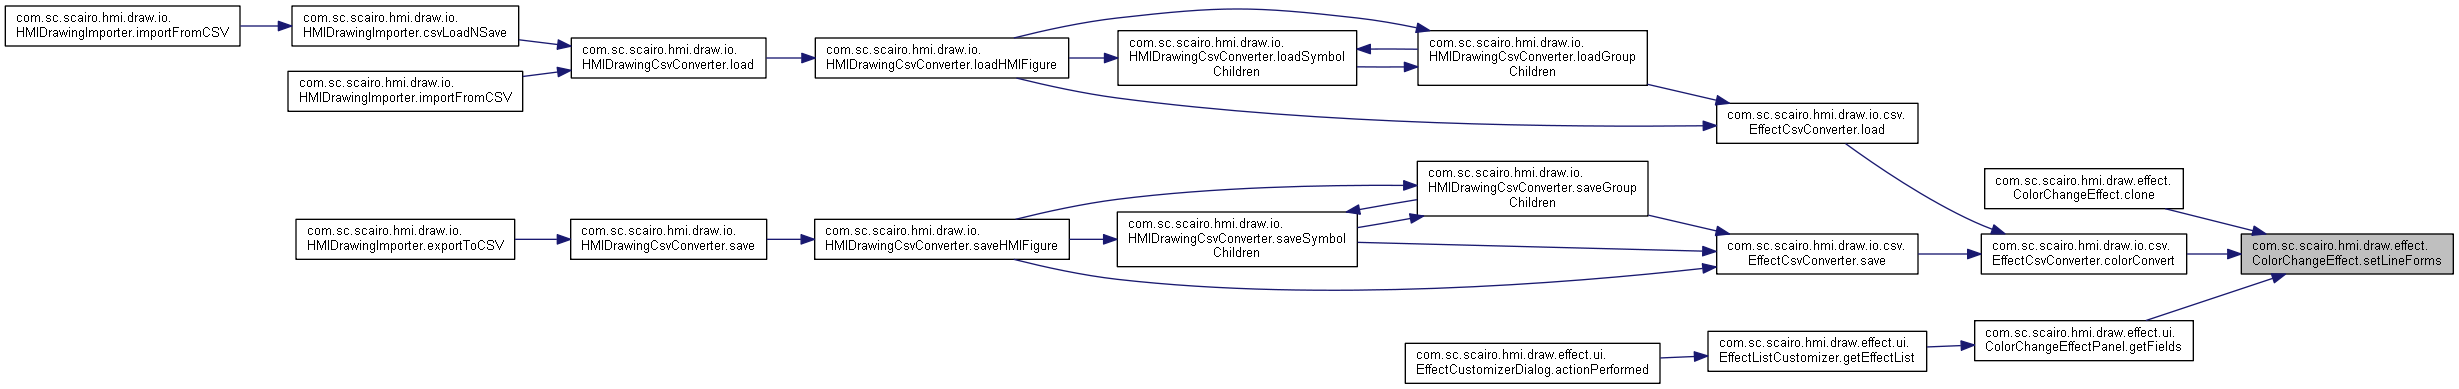 com.sc.scairo.hmi.draw.io.
HMIDrawingImporter.importFromCSV
com.sc.scairo.hmi.draw.io.
HMIDrawingImporter.csvLoadNSave
com.sc.scairo.hmi.draw.io.
HMIDrawingImporter.importFromCSV
com.sc.scairo.hmi.draw.io.
HMIDrawingCsvConverter.load
com.sc.scairo.hmi.draw.io.
HMIDrawingCsvConverter.loadHMIFigure
com.sc.scairo.hmi.draw.io.
HMIDrawingCsvConverter.loadSymbol
Children
com.sc.scairo.hmi.draw.io.
HMIDrawingCsvConverter.loadGroup
Children
com.sc.scairo.hmi.draw.io.csv.
EffectCsvConverter.load
com.sc.scairo.hmi.draw.io.
HMIDrawingImporter.exportToCSV
com.sc.scairo.hmi.draw.io.
HMIDrawingCsvConverter.save
com.sc.scairo.hmi.draw.io.
HMIDrawingCsvConverter.saveHMIFigure
com.sc.scairo.hmi.draw.io.
HMIDrawingCsvConverter.saveSymbol
Children
com.sc.scairo.hmi.draw.io.
HMIDrawingCsvConverter.saveGroup
Children
com.sc.scairo.hmi.draw.io.csv.
EffectCsvConverter.save
com.sc.scairo.hmi.draw.effect.
ColorChangeEffect.clone
com.sc.scairo.hmi.draw.io.csv.
EffectCsvConverter.colorConvert
com.sc.scairo.hmi.draw.effect.
ColorChangeEffect.setLineForms
com.sc.scairo.hmi.draw.effect.ui.
EffectCustomizerDialog.actionPerformed
com.sc.scairo.hmi.draw.effect.ui.
EffectListCustomizer.getEffectList
com.sc.scairo.hmi.draw.effect.ui.
ColorChangeEffectPanel.getFields